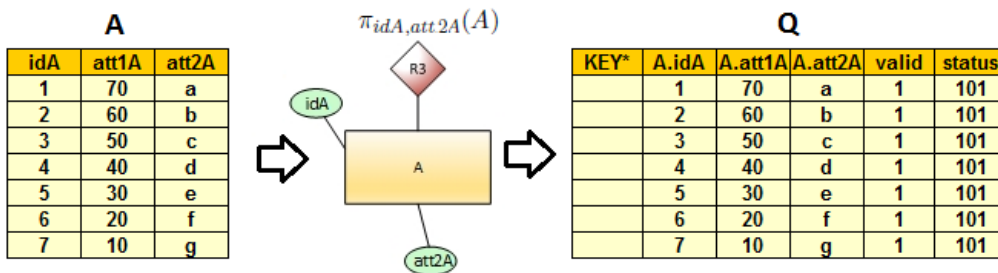 A
π idA,att2A(A)
Q
idA att1A att2A
1 70 a
2 60 b
3 50 c
4 40 d
5 30 e
6 20 f
7 10 g
R3
idA
A
att2A
KEY* A.idA A.att1A A.att2A valid status
1 70 a 1 101
2 60 b 1 101
3 50 c 1 101
4 40 d 1 101
5 30 e 1 101
6 20 f 1 101
7 10 g 1 101